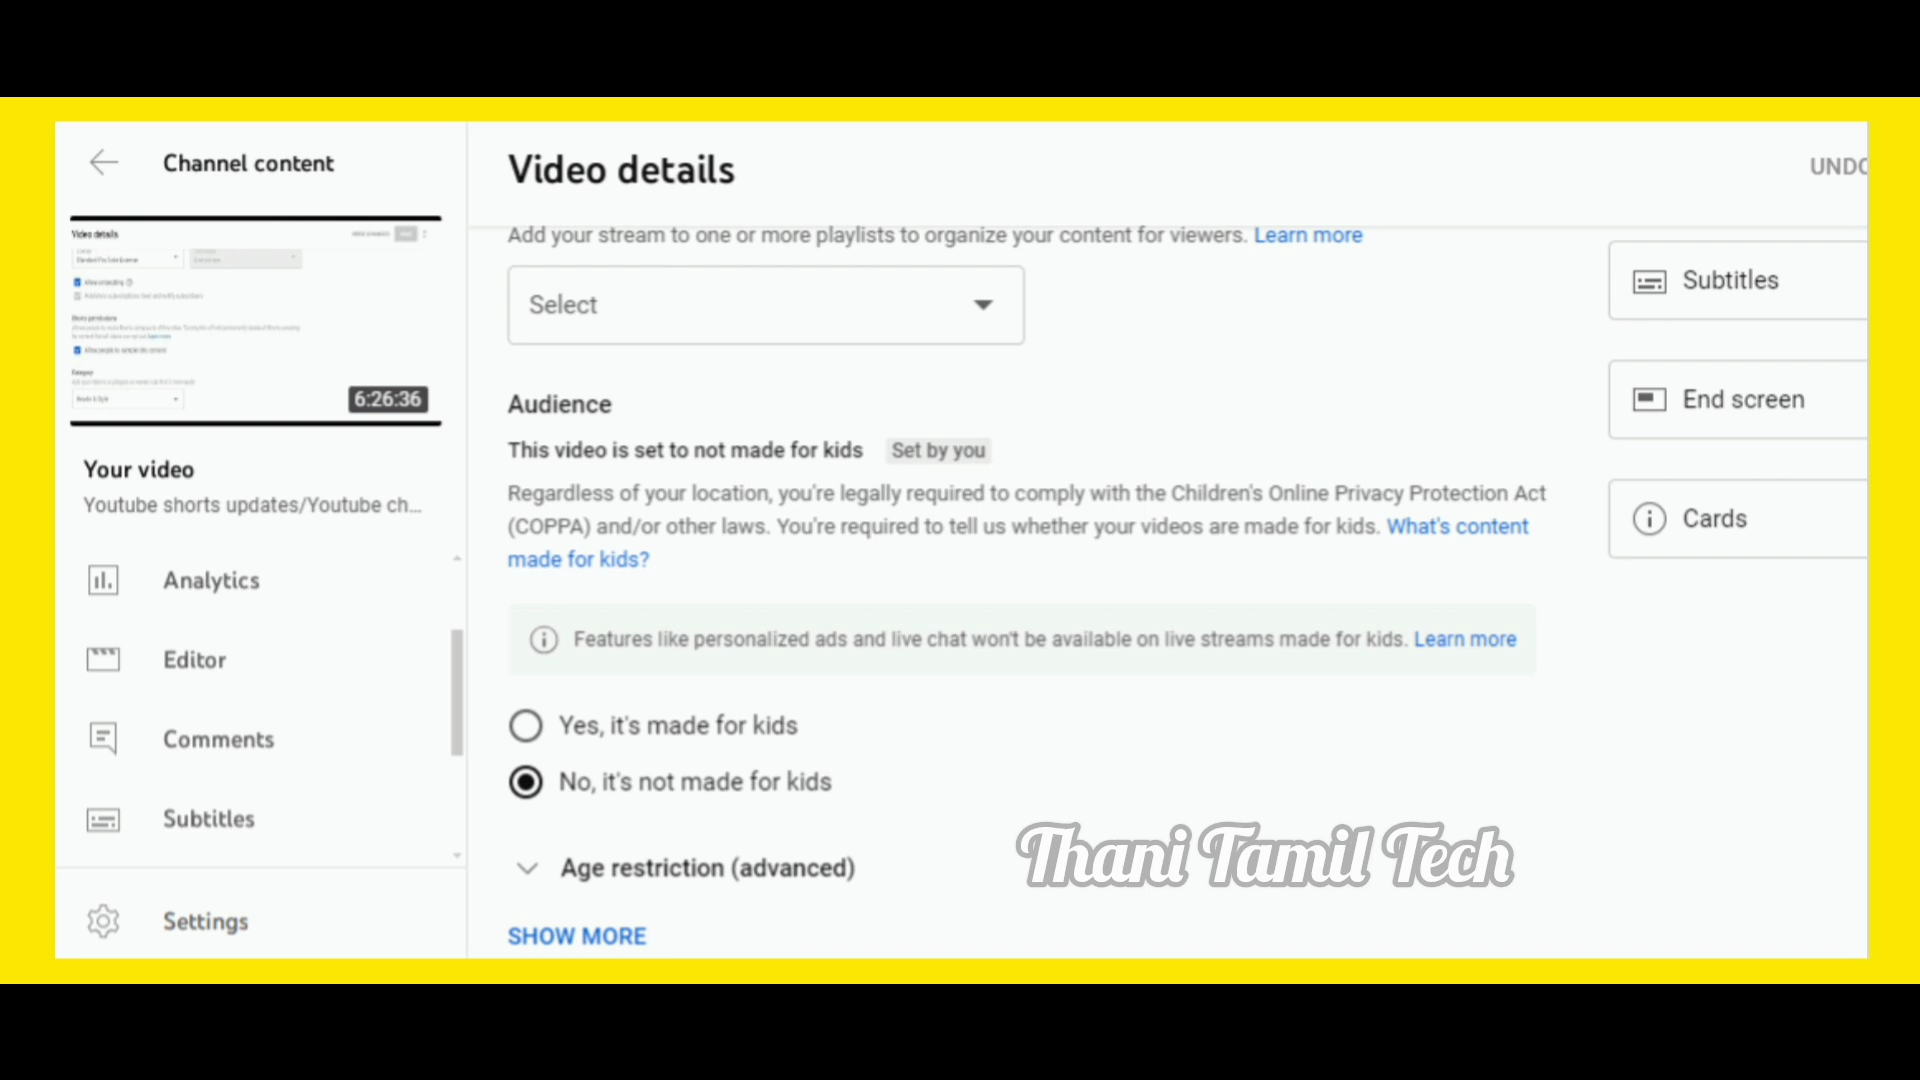 Channel content
Video details
UNDO
Video details
Add your stream to one or more playlists to organize your content for viewers. Learn more
Select
Subtitles
End screen
Cards
6:26:36
Your video
Youtube shorts updates/Youtube ch...
Audience
This video is set to not made for kids Set by you
Regardless of your location, you're legally required to comply with the Children's Online Privacy Protection Act
(COPPA) and/or other laws. You're required to tell us whether your videos are made for kids. What's content
made for kids?
Features like personalized ads and live chat won't be available on live streams made for kids. Learn more
Yes, it's made for kids
No, it's not made for kids
Analytics
Editor
Comments
Subtitles
Settings
Age restriction (advanced)
SHOW MORE
Thani Tamil Tech